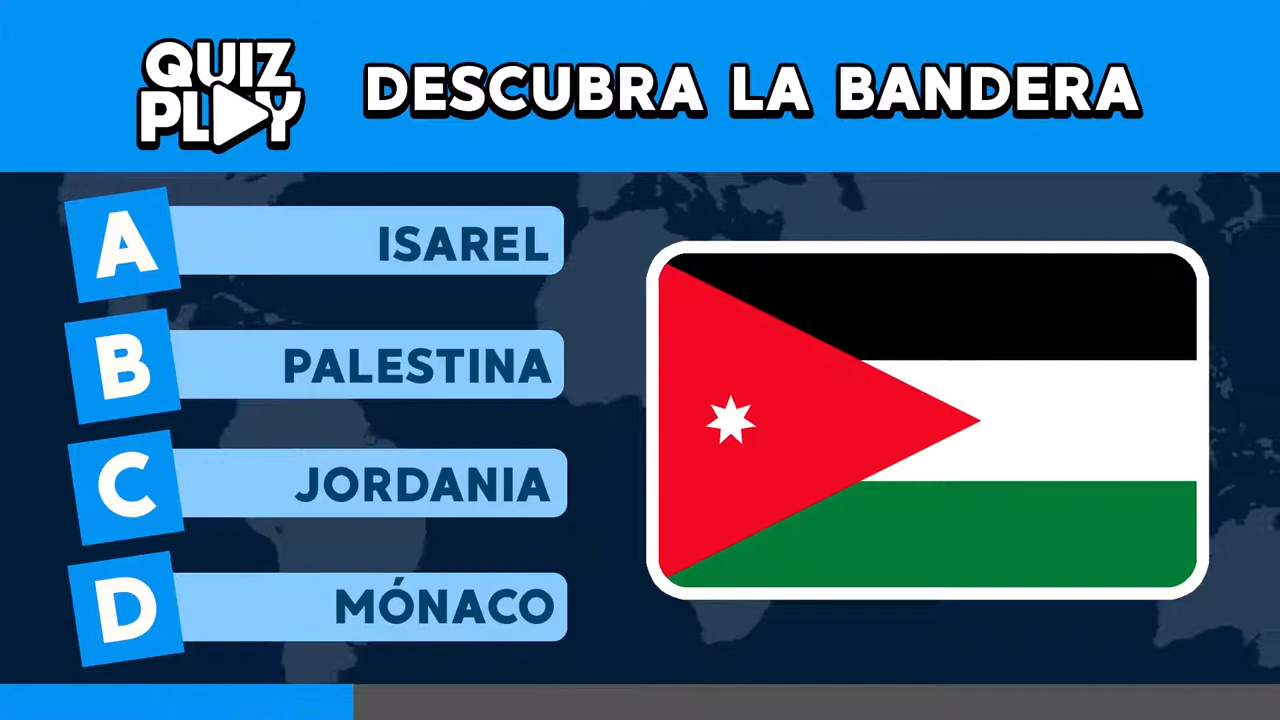 QUIZ
PLAY
DESCUBRA LA BANDERA
A
ISAREL
B
PALESTINA
C
JORDANIA
D
MÓNACO